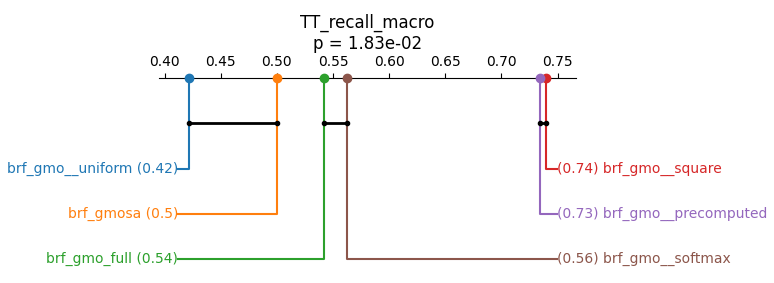 TT_recall_macro
p = 1.83e-02
0.40 0.45 0.50 0.55 0.60 0.65 0.70 0.75
brf_gmo__uniform (0.42) (0.74) brf_gmo__square
brf_gmosa (0.5) (0.73) brf_gmo__precomputed
brf_gmo_full (0.54) (0.56) brf_gmo__softmax